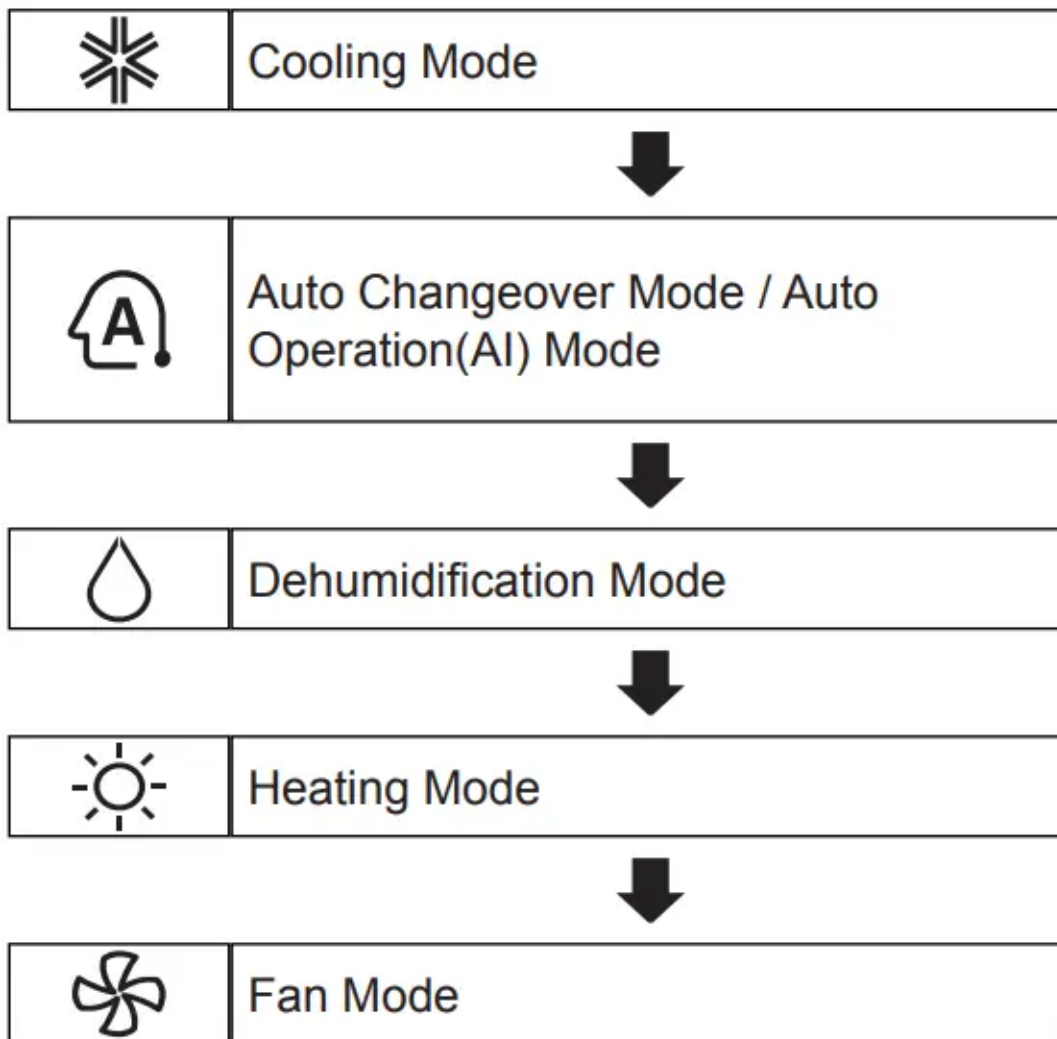 Cooling Mode
A
Auto Changeover Mode / Auto
Operation(AI) Mode
Dehumidification Mode
Heating Mode
Fan Mode